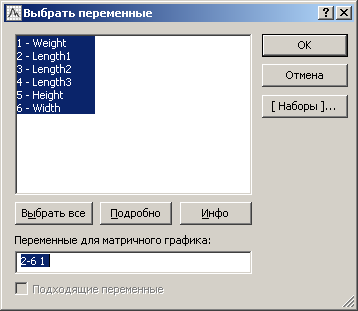 Выбрать переменные
1 - Weight
2 - Length1
3 - Length2
4 - Length3
5 - Height
6 - Width
OK
Отмена
[ Наборы ]...
Выбрать все
Подробно
Инфо
Переменные для матричного графика:
2-6 1
Подходящие переменные